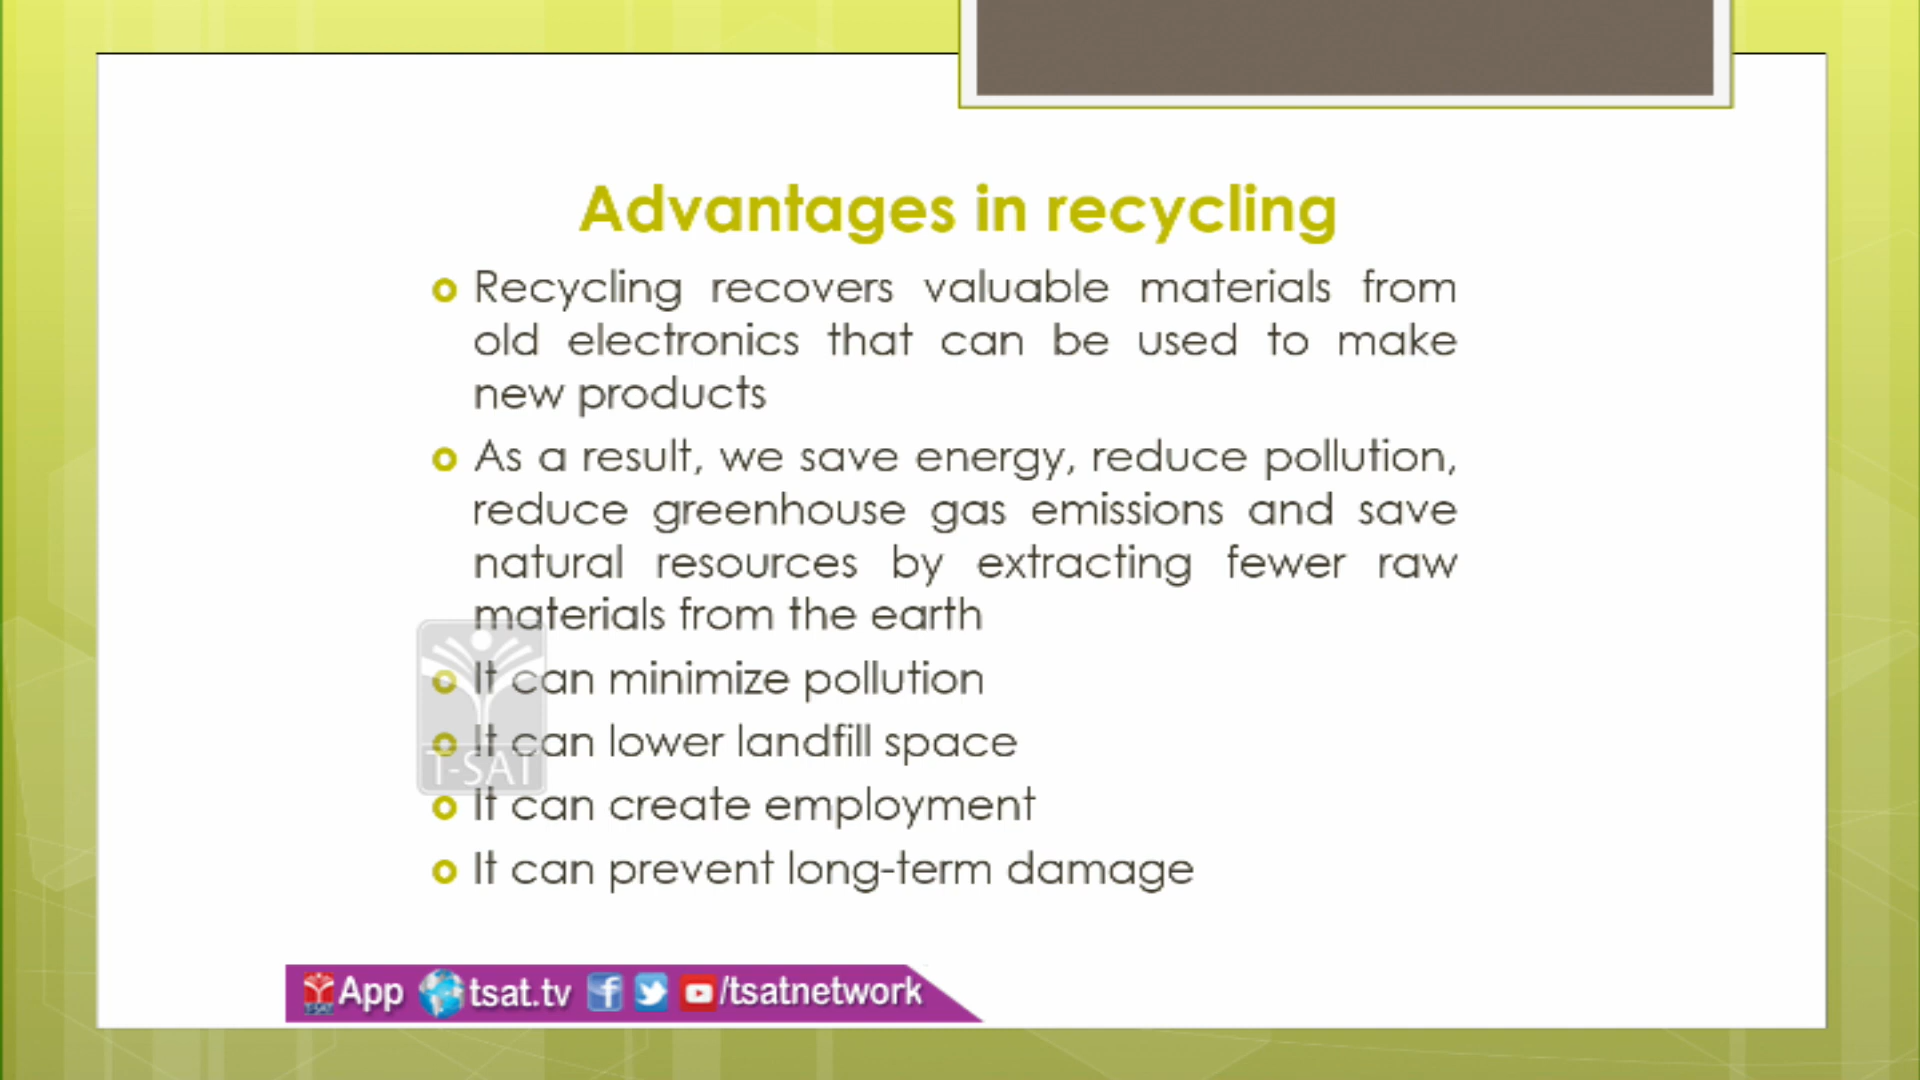 Advantages in recycling
Recycling recovers valuable materials from
old electronics that can be used to make
new products
As a result, we save energy, reduce pollution,
reduce greenhouse gas emissions and save
natural resources by extracting fewer raw
materials from the earth
It can minimize pollution
It can lower landfill space
T-SAT
It can create employment
It can prevent long-term damage
App tsat.tv /tsatnetwork